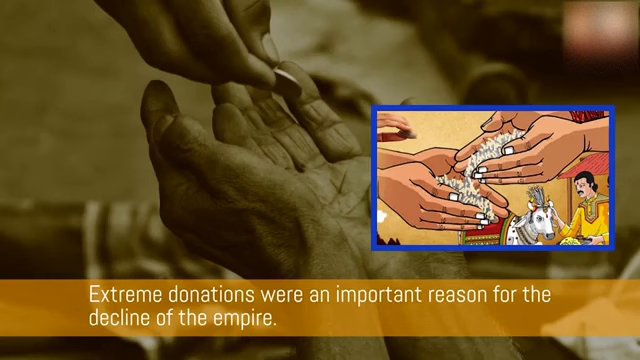 Extreme donations were an important reason for the
decline of the empire.